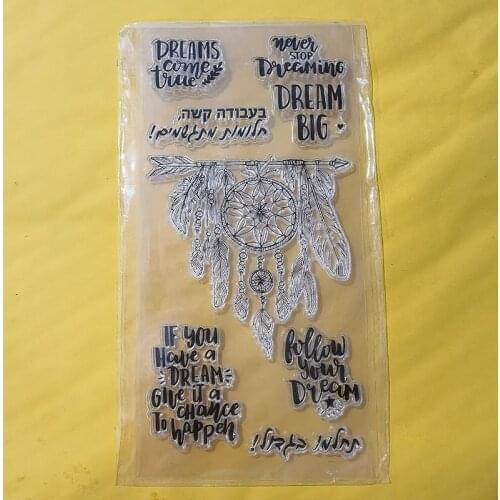 DREAMS
come
true
never
STOP
Dreaming
DREAM
BIG
בעבודה קשה,
חלומות מתגשמים!
IF YOU
Have a
DREAM
Give it a
cHance
To Happen
follow
your
Dream
תחלמו בגדול!